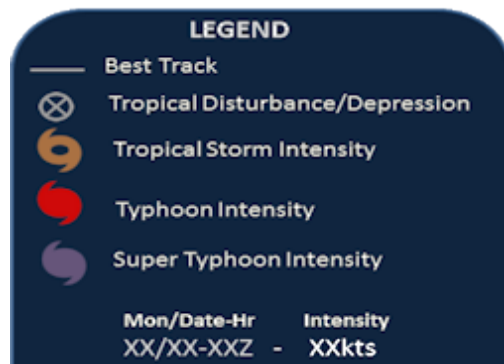 LEGEND
Best Track
Tropical Disturbance/Depression
Tropical Storm Intensity
Typhoon Intensity
Super Typhoon Intensity
Mon/Date-Hr Intensity
XX/XX-XXZ - XXkts